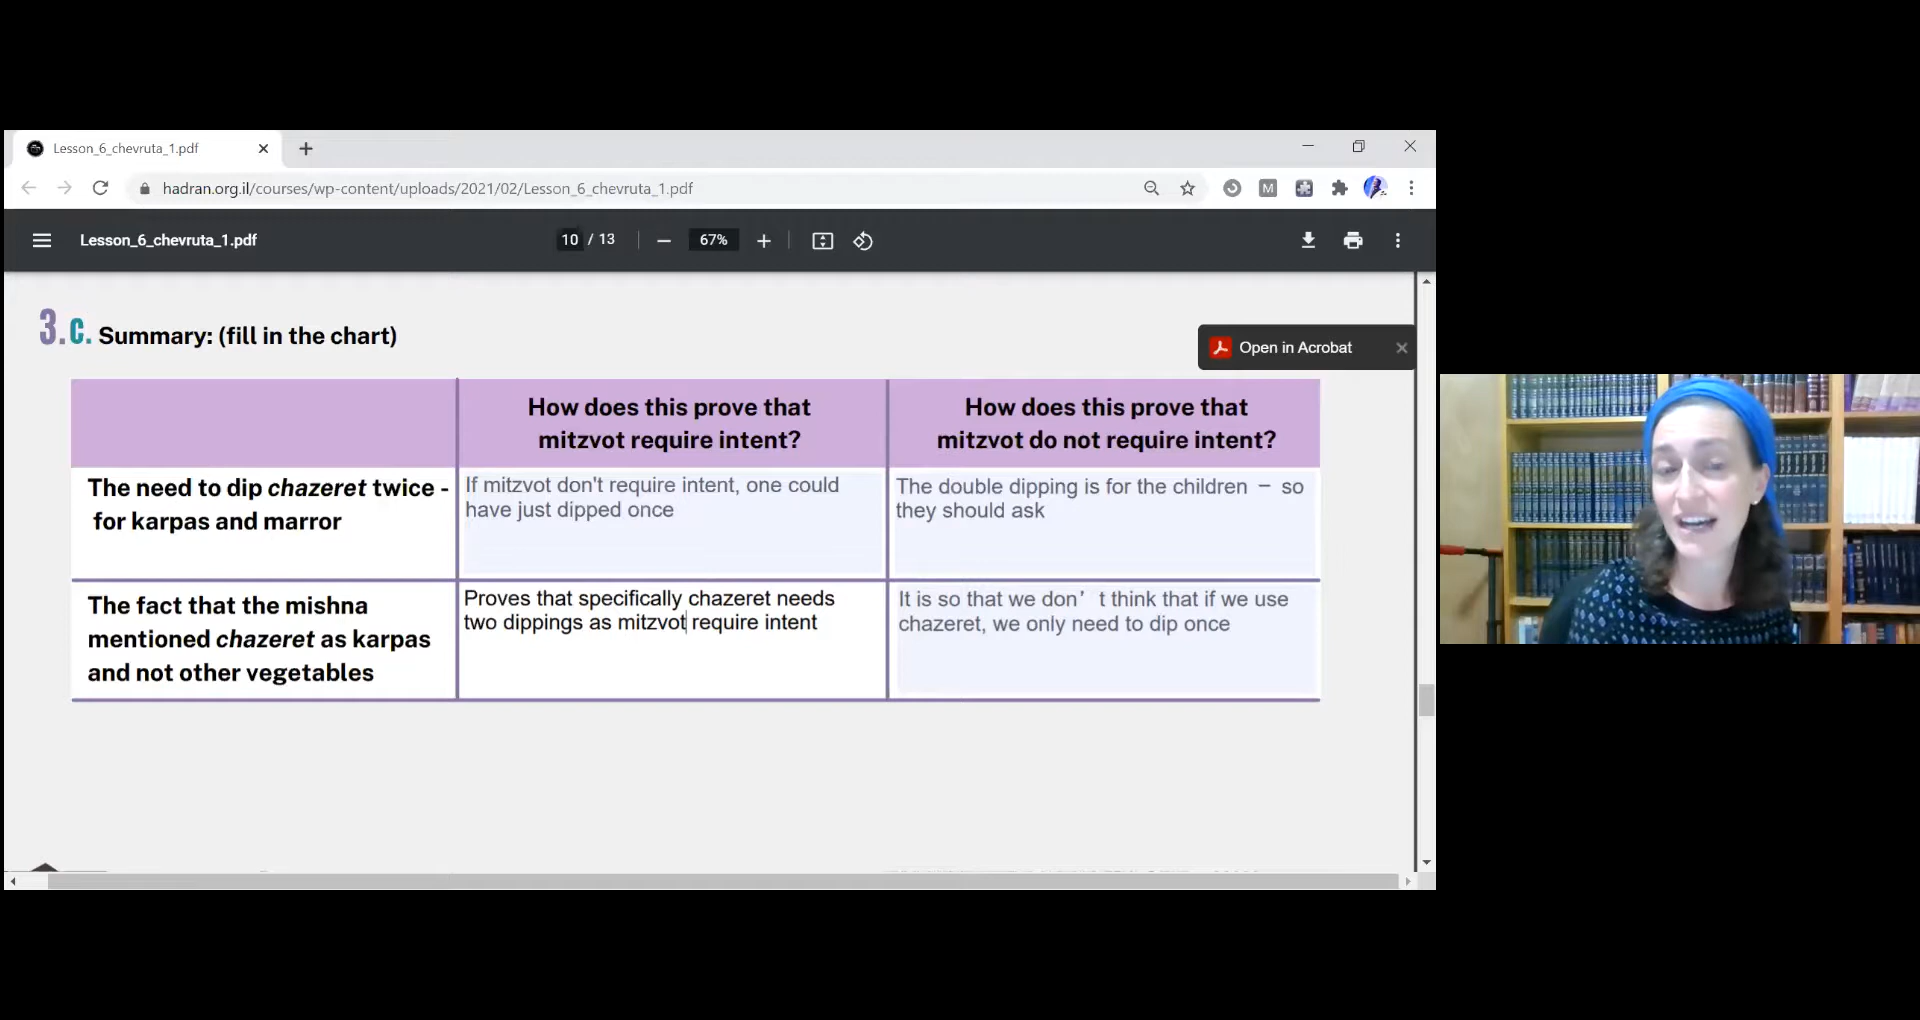 Lesson_6_chevruta_1.pdf
hadran.org.il/courses/wp-content/uploads/2021/02/Lesson_6_chevruta_1.pdf
M
Lesson_6_chevruta_1.pdf
10 / 13
67%
3.c. Summary: (fill in the chart)
Open in Acrobat
How does this prove that
mitzvot require intent?
How does this prove that
mitzvot do not require intent?
The need to dip chazeret twice -
for karpas and marror
If mitzvot don't require intent, one could
have just dipped once
The double dipping is for the children – so
they should ask
The fact that the mishna
mentioned chazeret as karpas
and not other vegetables
Proves that specifically chazeret needs
two dippings as mitzvot require intent
It is so that we don’ t think that if we use
chazeret, we only need to dip once